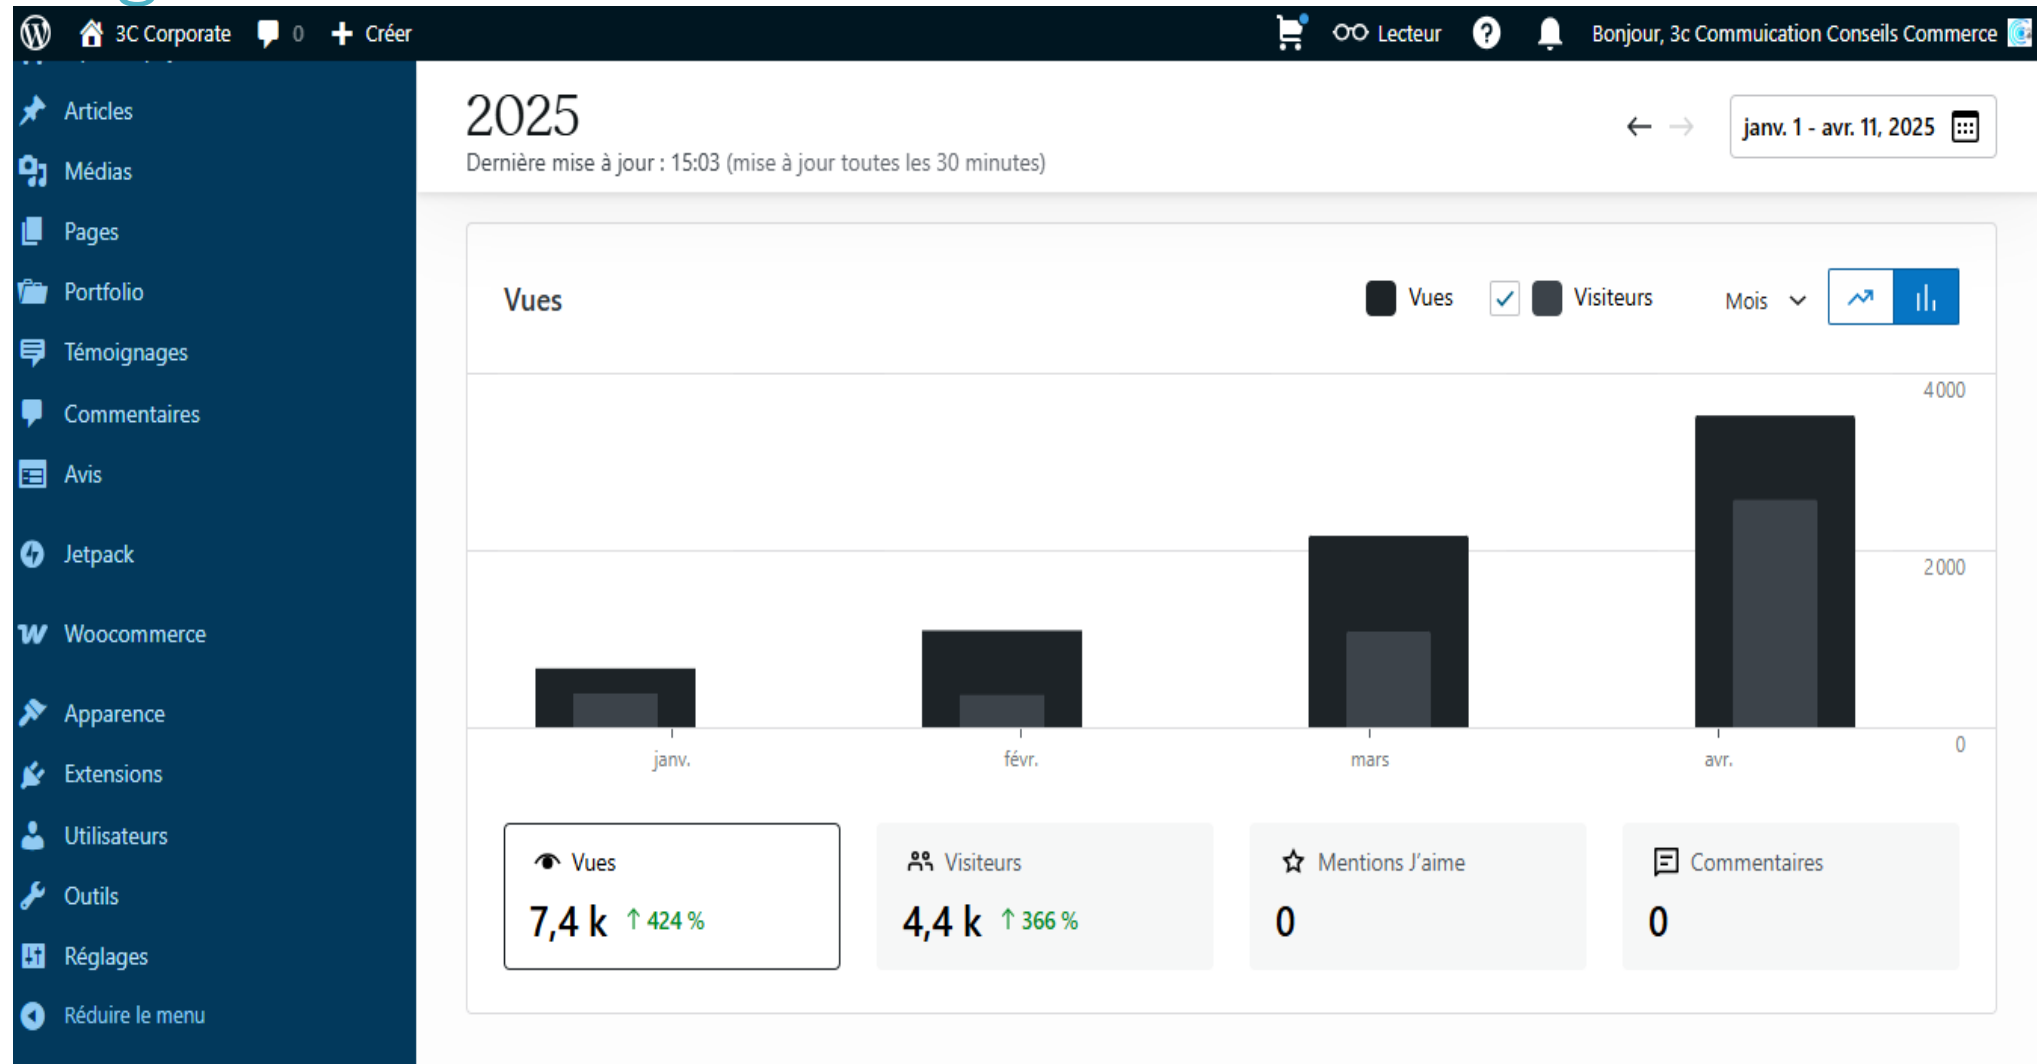 3C Corporate 0 Créer Lecteur Bonjour, 3c Commuication Conseils Commerce
Articles
Médias
Pages
Portfolio
Témoignages
Commentaires
Avis
Jetpack
Woocommerce
Apparence
Extensions
Utilisateurs
Outils
Réglages
Réduire le menu
2025
janv. 1 - avr. 11, 2025
Dernière mise à jour : 15:03 (mise à jour toutes les 30 minutes)
Vues Vues Visiteurs Mois
4000
2000
0
janv. févr. mars avr.
Vues
7,4 k ↑ 424 %
Visiteurs
4,4 k ↑ 366 %
Mentions J'aime
0
Commentaires
0